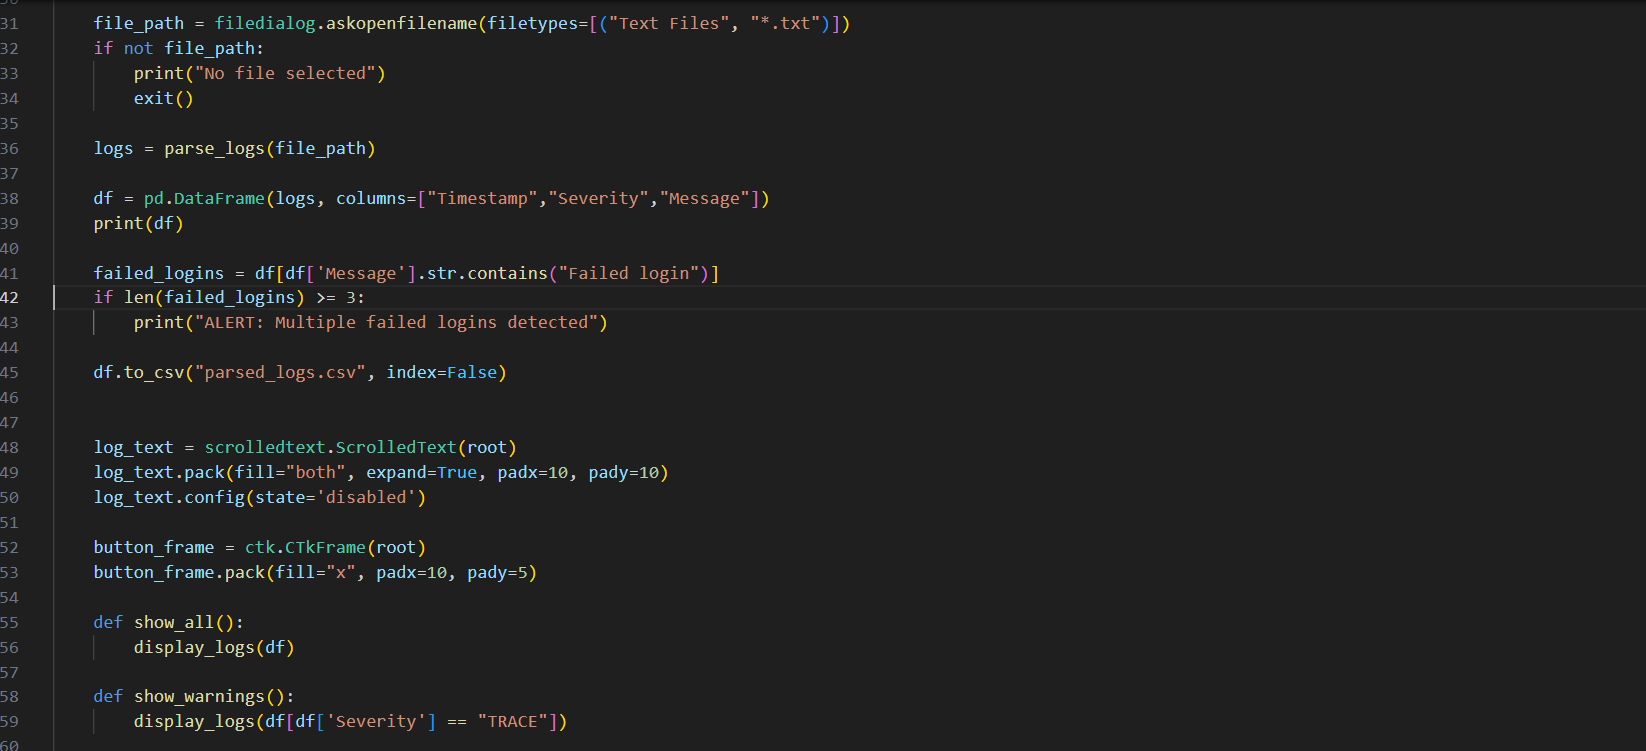 31 file_path = filedialog.askopenfilename(filetypes=[("Text Files", "*.txt")])
32 if not file_path:
33 print("No file selected")
34 exit()
35
36 logs = parse_logs(file_path)
37
38 df = pd.DataFrame(logs, columns=["Timestamp","Severity","Message"])
39 print(df)
40
41 failed_logins = df[df['Message'].str.contains("Failed login")]
42 if len(failed_logins) >= 3:
43 print("ALERT: Multiple failed logins detected")
44
45 df.to_csv("parsed_logs.csv", index=False)
46
47
48 log_text = scrolledtext.ScrolledText(root)
49 log_text.pack(fill="both", expand=True, padx=10, pady=10)
50 log_text.config(state='disabled')
51
52 button_frame = ctk.CTkFrame(root)
53 button_frame.pack(fill="x", padx=10, pady=5)
54
55 def show_all():
56 display_logs(df)
57
58 def show_warnings():
59 display_logs(df[df['Severity'] == "TRACE"])
60